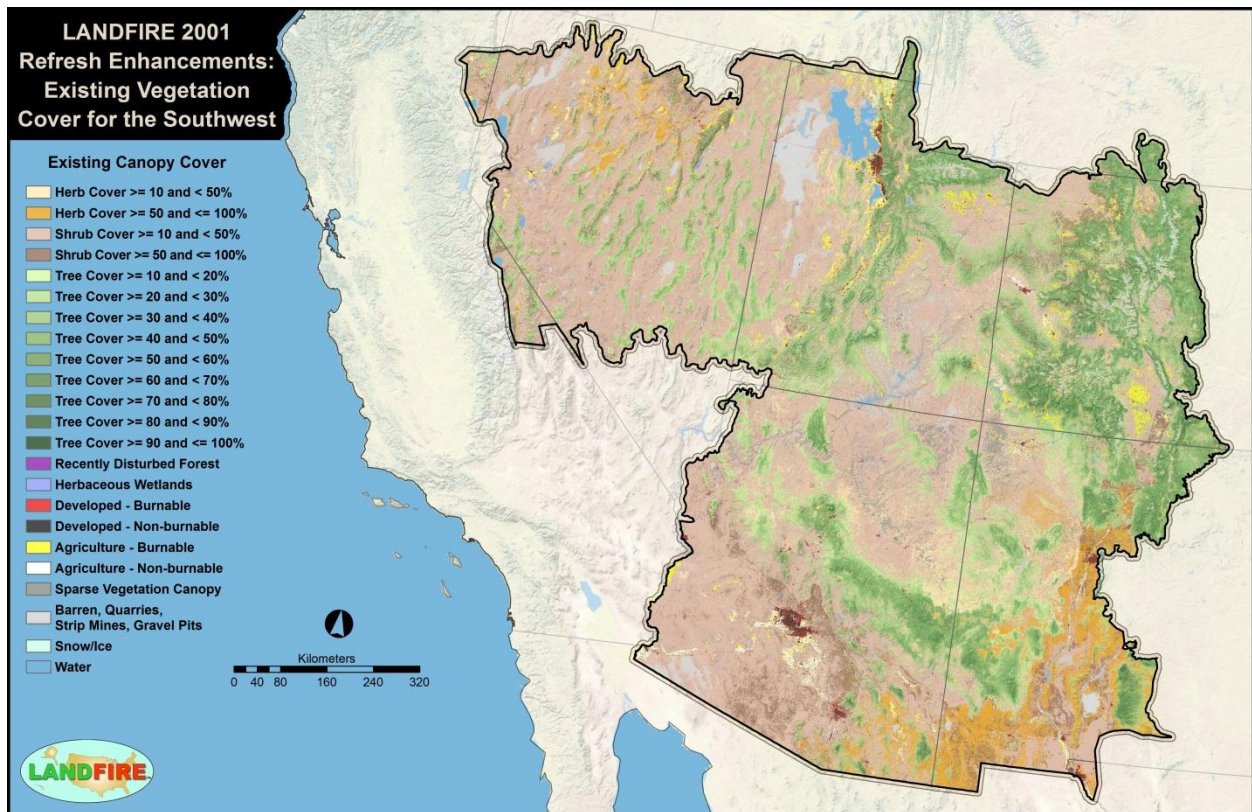 LANDFIRE 2001
Refresh Enhancements:
Existing Vegetation
Cover for the Southwest
Existing Canopy Cover
Herb Cover >= 10 and < 50%
Herb Cover >= 50 and <= 100%
Shrub Cover >= 10 and < 50%
Shrub Cover >= 50 and <= 100%
Tree Cover >= 10 and < 20%
Tree Cover >= 20 and < 30%
Tree Cover >= 30 and < 40%
Tree Cover >= 40 and < 50%
Tree Cover >= 50 and < 60%
Tree Cover >= 60 and < 70%
Tree Cover >= 70 and < 80%
Tree Cover >= 80 and < 90%
Tree Cover >= 90 and <= 100%
Recently Disturbed Forest
Herbaceous Wetlands
Developed - Burnable
Developed - Non-burnable
Agriculture - Burnable
Agriculture - Non-burnable
Sparse Vegetation Canopy
Barren, Quarries,
Strip Mines, Gravel Pits
Snow/Ice
Water
Kilometers
0 40 80 160 240 320
LANDFIRE